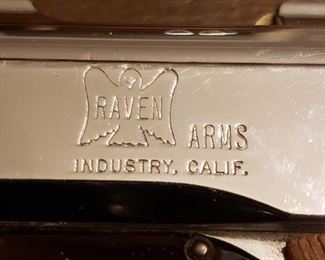 RAVEN ARMS
INDUSTRY, CALIF.